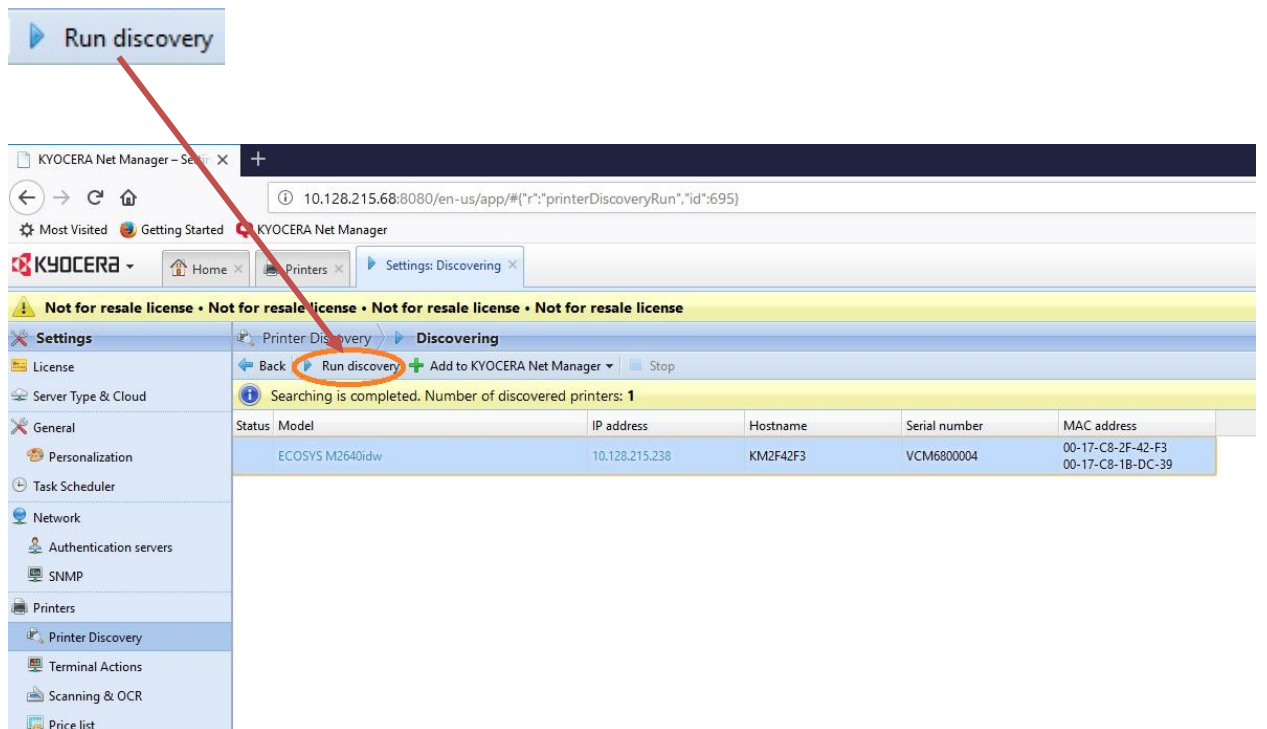 Run discovery
KYOCERA Net Manager – Settin
10.128.215.68:8080/en-us/app/#{"r":"printerDiscoveryRun","id":695}
Most Visited Getting Started KYOCERA Net Manager
KYOCERA Home Printers Settings: Discovering
Not for resale license • Not for resale license • Not for resale license • Not for resale license
Settings Printer Discovery Discovering
License Back Run discovery Add to KYOCERA Net Manager Stop
Server Type & Cloud Searching is completed. Number of discovered printers: 1
General Status Model IP address Hostname Serial number MAC address
Personalization ECOSYS M2640idw 10.128.215.238 KM2F42F3 VCM6800004 00-17-C8-2F-42-F3
00-17-C8-1B-DC-39
Task Scheduler
Network
Authentication servers
SNMP
Printers
Printer Discovery
Terminal Actions
Scanning & OCR
Price list